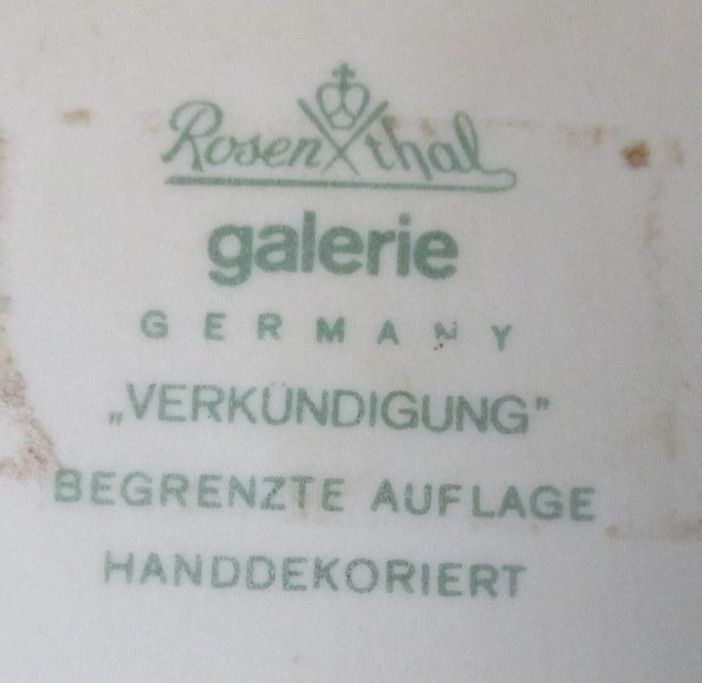 Rosenthal
galerie
GERMANY
„VERKÜNDIGUNG"
BEGRENZTE AUFLAGE
HANDDEKORIERT